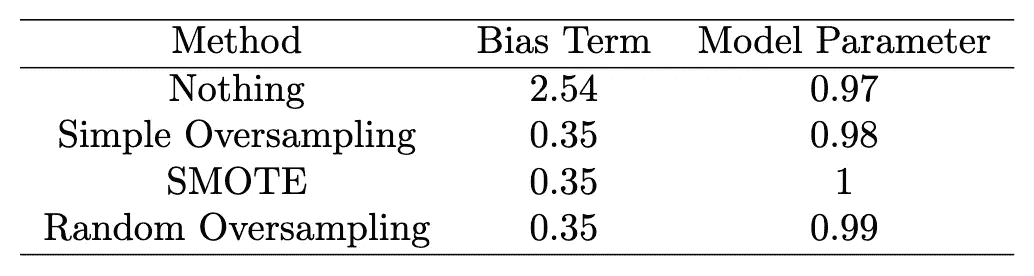 Method Bias Term Model Parameter
Nothing 2.54 0.97
Simple Oversampling 0.35 0.98
SMOTE 0.35 1
Random Oversampling 0.35 0.99